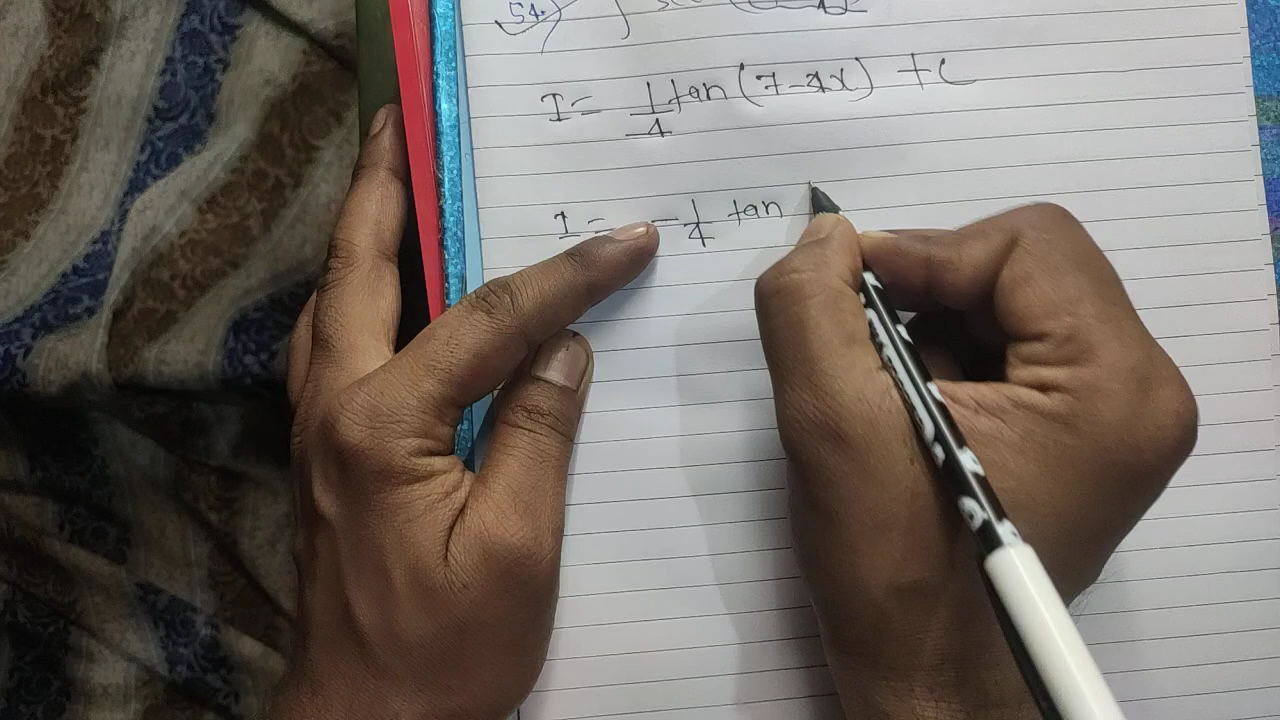 54.) ∫
I = 1/-4 tan(7-4x) + C
I = -1/4 tan